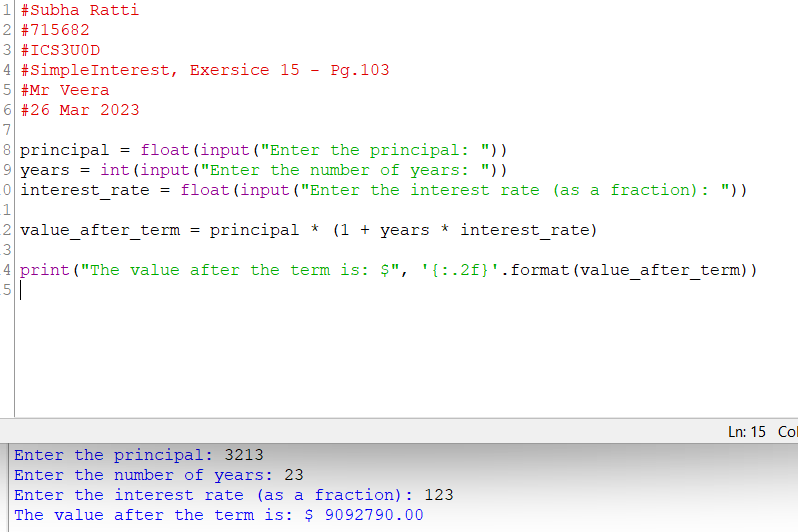 1 #Subha Ratti
2 #715682
3 #ICS3U0D
4 #SimpleInterest, Exersice 15 - Pg.103
5 #Mr Veera
6 #26 Mar 2023
7
8 principal = float(input("Enter the principal: "))
9 years = int(input("Enter the number of years: "))
0 interest_rate = float(input("Enter the interest rate (as a fraction): "))
1
2 value_after_term = principal * (1 + years * interest_rate)
3
4 print("The value after the term is: $", '{:.2f}'.format(value_after_term))
5
Ln: 15 Col
Enter the principal: 3213
Enter the number of years: 23
Enter the interest rate (as a fraction): 123
The value after the term is: $ 9092790.00